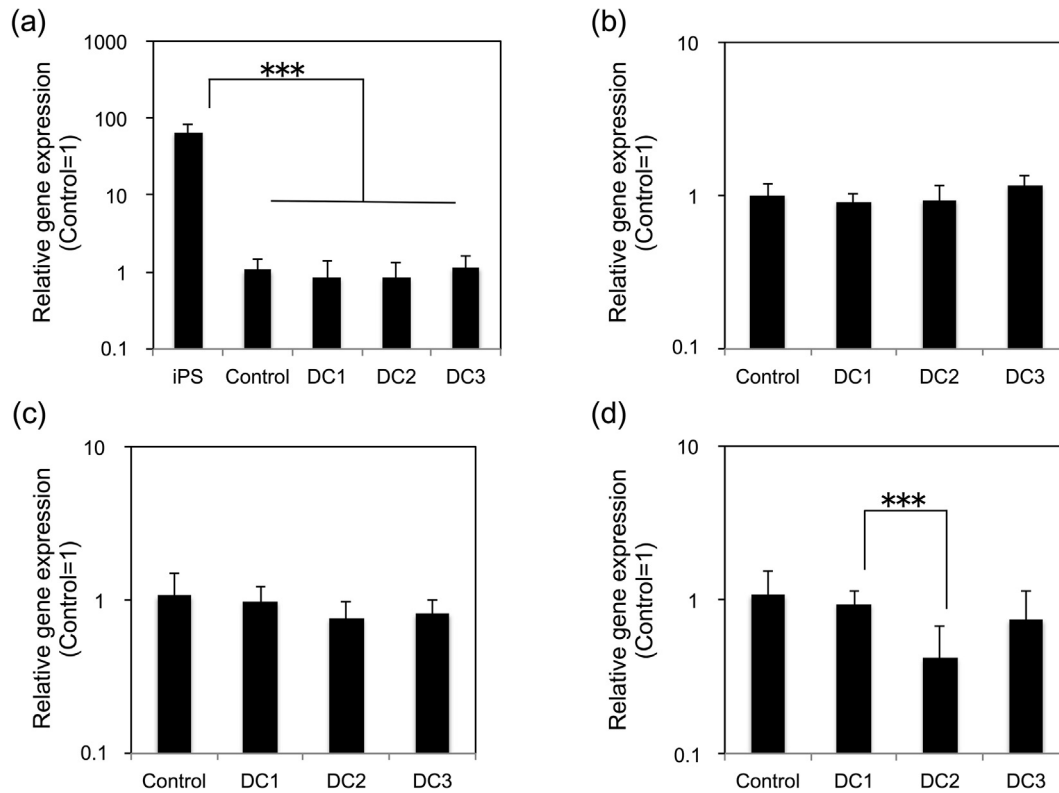 (a)
Relative gene expression
(Control=1)
1000
100
10
1
0.1
***
iPS Control DC1 DC2 DC3
(b)
Relative gene expression
(Control=1)
10
1
0.1
Control DC1 DC2 DC3
(c)
Relative gene expression
(Control=1)
10
1
0.1
Control DC1 DC2 DC3
(d)
Relative gene expression
(Control=1)
10
1
0.1
***
Control DC1 DC2 DC3